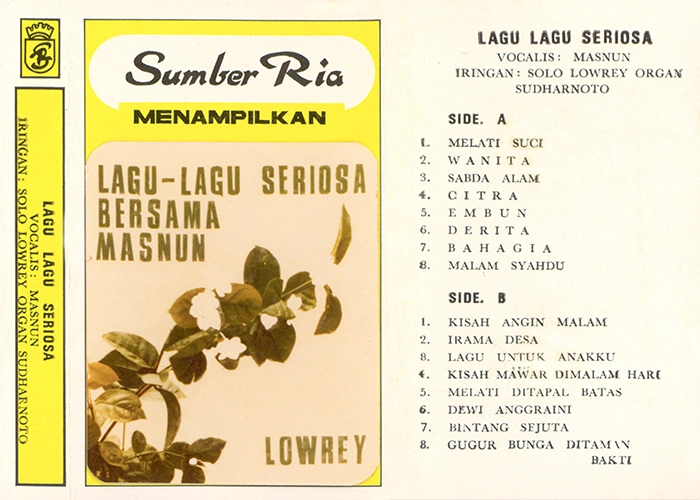 LAGU LAGU SERIOSA
VOCALIS: MASNUN
IRINGAN: SOLO LOWREY ORGAN SUDHARNOTO
Sumber Ria
MENAMPILKAN
LAGU-LAGU SERIOSA
BERSAMA
MASNUN
LOWREY
LAGU LAGU SERIOSA
VOCALIS: MASNUN
IRINGAN: SOLO LOWREY ORGAN
SUDHARNOTO
SIDE. A
1. MELATI SUCI
2. WANITA
3. SABDA ALAM
4. CITRA
5. EMBUN
6. DERITA
7. BAHAGIA
8. MALAM SYAHDU
SIDE. B
1. KISAH ANGIN MALAM
2. IRAMA DESA
8. LAGU UNTUK ANAKKU
4. KISAH MAWAR DIMALAM HARI
5. MELATI DITAPAL BATAS
6. DEWI ANGGRAINI
7. BINTANG SEJUTA
8. GUGUR BUNGA DITAMAN
BAKTI